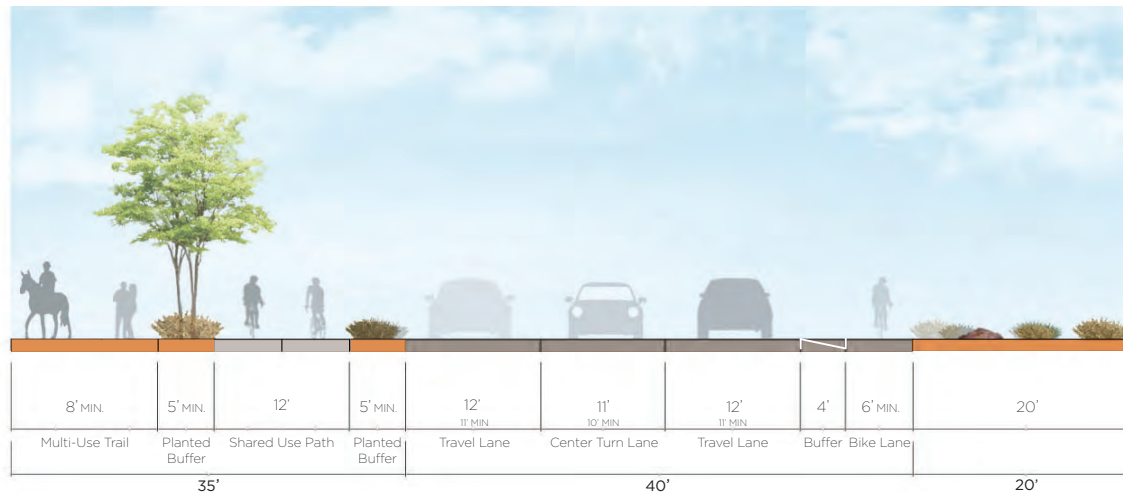 8' MIN. 5' MIN. 12' 5' MIN. 12' 11' 12' 4' 6' MIN. 20'
11' MIN 10' MIN 11' MIN
Multi-Use Trail Planted Shared Use Path Planted Travel Lane Center Turn Lane Travel Lane Buffer Bike Lane
Buffer Buffer
35' 40' 20'